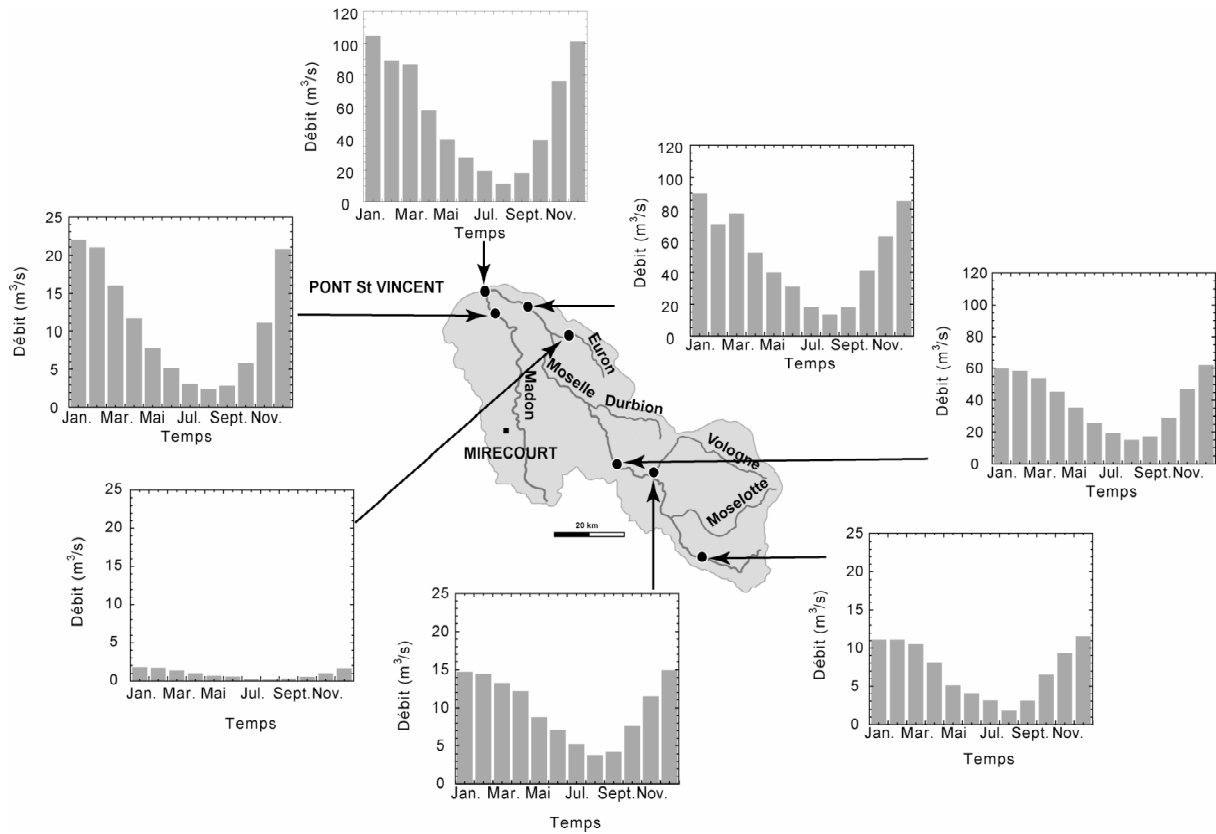 120
100
80
60
40
20
0
Débit (m³/s)
Jan. Mar. Mai Jul. Sept. Nov.
Temps
120
100
80
60
40
20
0
Débit (m³/s)
Jan. Mar. Mai Jul. Sept. Nov.
Temps
25
20
15
10
5
0
Débit (m³/s)
Jan. Mar. Mai Jul. Sept. Nov.
Temps
PONT St VINCENT
Euron
Moselle
Madon
Durbion
MIRECOURT
Vologne
Moselotte
20 km
120
100
80
60
40
20
0
Débit (m³/s)
Jan. Mar. Mai Jul. Sept. Nov.
Temps
25
20
15
10
5
0
Débit (m³/s)
Jan. Mar. Mai Sept. Nov.
Temps
25
20
15
10
5
0
Débit (m³/s)
Jan. Mar. Mai Jul. Sept. Nov.
Temps
25
20
15
10
5
0
Débit (m³/s)
Jan. Mar. Mai Jul. Sept. Nov.
Temps